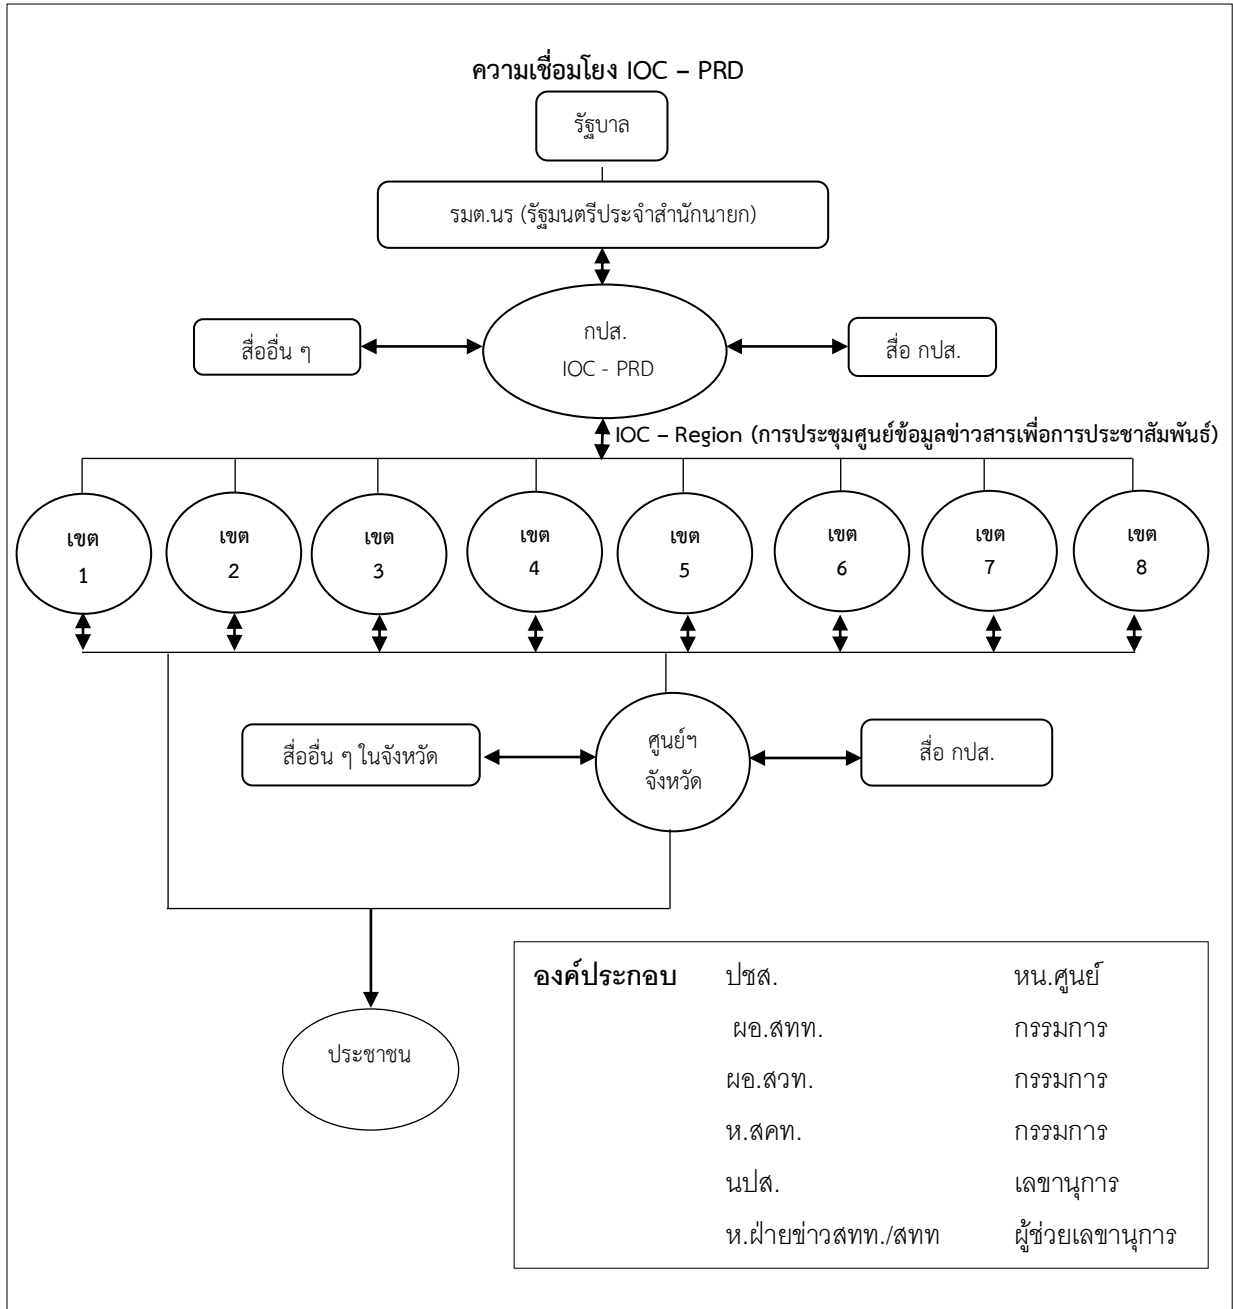 ความเชื่อมโยง IOC – PRD
รัฐบาล
รมต.นร (รัฐมนตรีประจำสำนักนายก)
สื่ออื่น ๆ
กปส.
IOC - PRD
สื่อ กปส.
IOC – Region (การประชุมศูนย์ข้อมูลข่าวสารเพื่อการประชาสัมพันธ์)
เขต
1
เขต
2
เขต
3
เขต
4
เขต
5
เขต
6
เขต
7
เขต
8
สื่ออื่น ๆ ในจังหวัด
ศูนย์ฯ
จังหวัด
สื่อ กปส.
ประชาชน
องค์ประกอบ ปชส. หน.ศูนย์
ผอ.สทท. กรรมการ
ผอ.สวท. กรรมการ
ห.สคท. กรรมการ
นปส. เลขานุการ
ห.ฝ่ายข่าวสทท./สทท ผู้ช่วยเลขานุการ